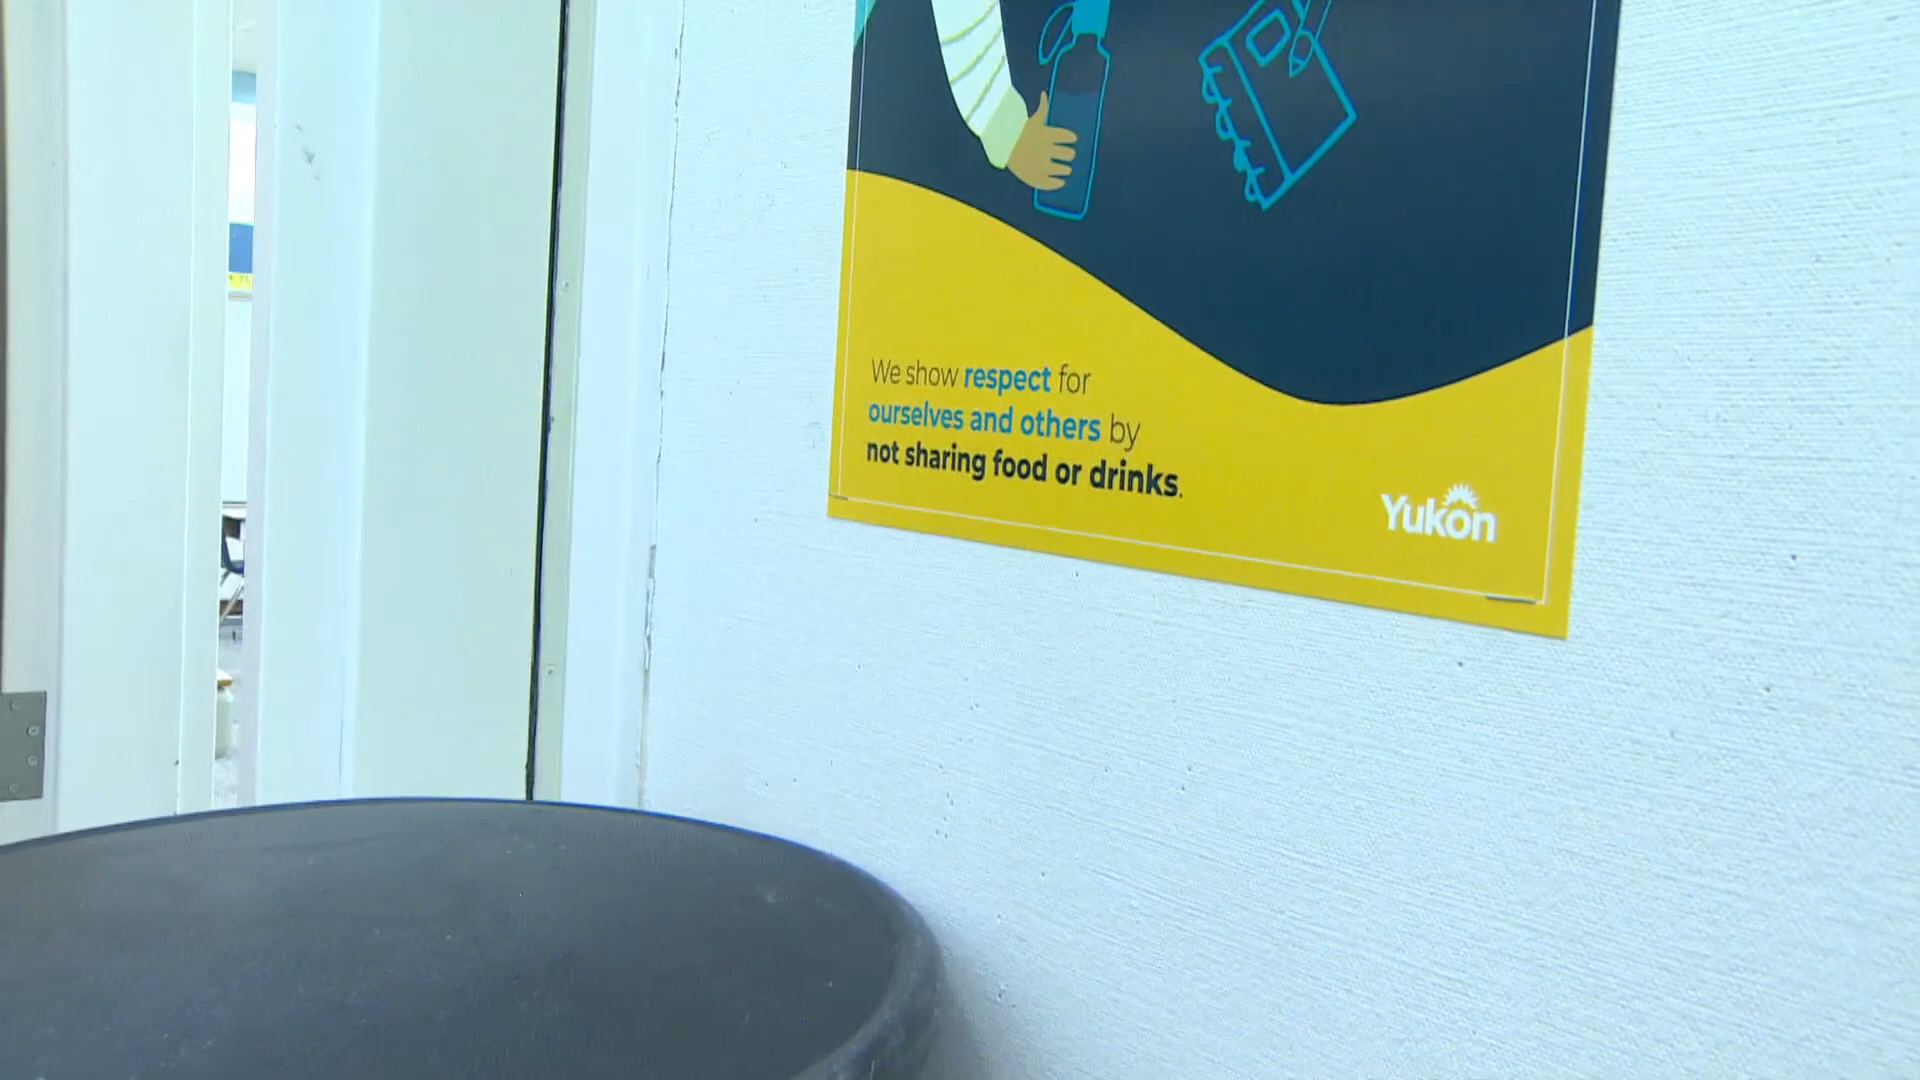 We show respect for
ourselves and others by
not sharing food or drinks.
Yukon